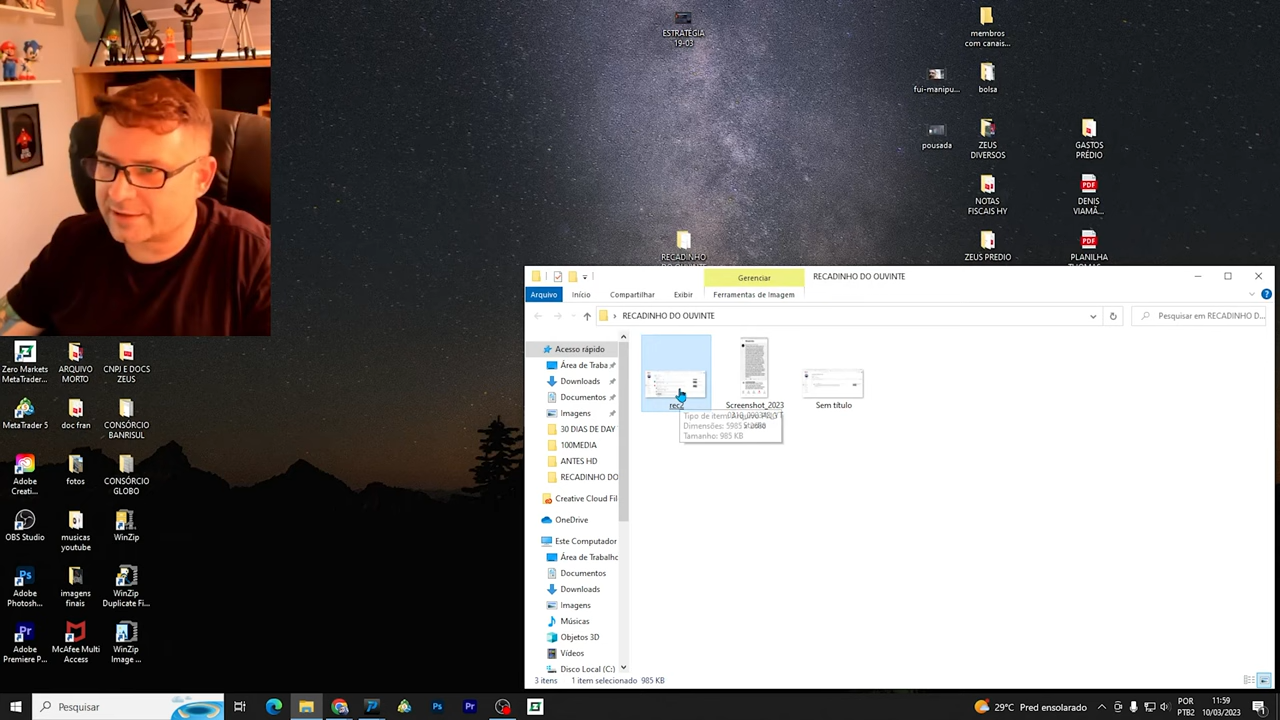 ESTRATEGIA
19-03
membros
com canais...
fui-manipu...
bolsa
pousada
ZEUS
DIVERSOS
GASTOS
PRÉDIO
NOTAS
FISCAIS HY
DENIS
VIAMÃ...
RECADINHO
ZEUS PREDIO
PLANILHA
Gerenciar
RECADINHO DO OUVINTE
Arquivo
Início
Compartilhar
Exibir
Ferramentas de Imagem
RECADINHO DO OUVINTE
Pesquisar em RECADINHO D...
Acesso rápido
Área de Traba
Downloads
Documentos
Imagens
30 DIAS DE DAY
100MEDIA
ANTES HD
RECADINHO DO
Creative Cloud Fil
OneDrive
Este Computador
Área de Trabalho
Documentos
Downloads
Imagens
Músicas
Objetos 3D
Vídeos
Disco Local (C:)
rec2
Screenshot_2023
Sem título
Tipo de item: Arquivo
Dimensões: 5985
Tamanho: 985 KB
3 itens
1 item selecionado 985 KB
Zero Markets
MetaTrader...
ARQUIVO
MORTO
CNPJ E DOCS
ZEUS
MetaTrader 5
doc fran
CONSÓRCIO
BANRISUL
Adobe
Creati...
fotos
CONSÓRCIO
GLOBO
OBS Studio
musicas
youtube
WinZip
Adobe
Photosh...
imagens
finais
WinZip
Duplicate Fi...
Adobe
Premiere P...
McAfee Multi
Access
WinZip
Image ...
Pesquisar
29°C Pred ensolarado
POR
PTB2
11:59
10/03/2023